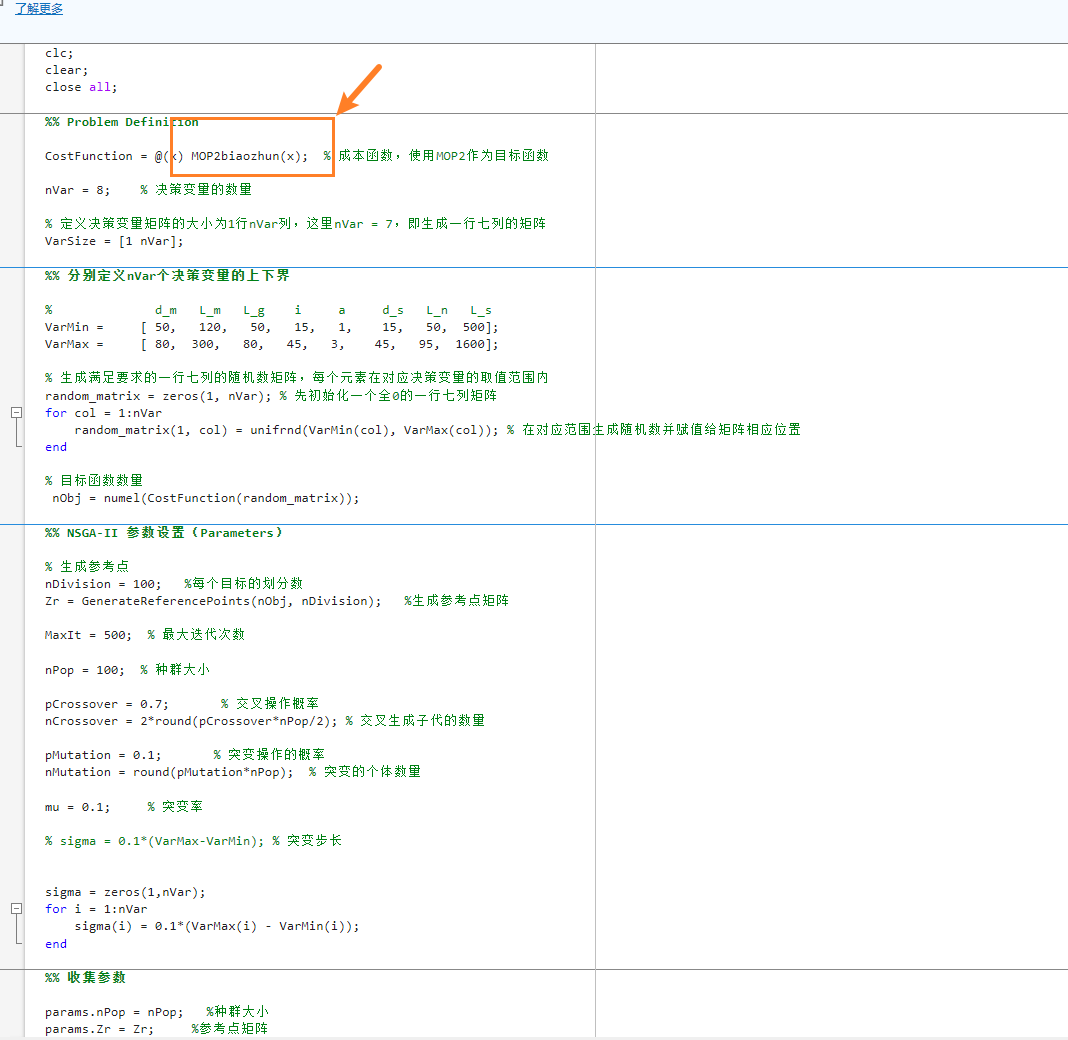 了解更多
clc;
clear;
close all;
%% Problem Definition
CostFunction = @(x) MOP2biaozhun(x);  % 成本函数，使用MOP2作为目标函数
nVar = 8;    % 决策变量的数量
% 定义决策变量矩阵的大小为1行nVar列，这里nVar = 7，即生成一行七列的矩阵
VarSize = [1 nVar];
%% 分别定义nVar个决策变量的上下界
%              d_m   L_m   L_g    i     a     d_s   L_n   L_s
VarMin =     [ 50,   120,   50,   15,   1,    15,   50,  500];
VarMax =     [ 80,  300,   80,   45,   3,    45,   95,  1600];
% 生成满足要求的一行七列的随机数矩阵，每个元素在对应决策变量的取值范围内
random_matrix = zeros(1, nVar); % 先初始化一个全0的一行七列矩阵
for col = 1:nVar
    random_matrix(1, col) = unifrnd(VarMin(col), VarMax(col)); % 在对应范围生成随机数并赋值给矩阵相应位置
end
% 目标函数数量
 nObj = numel(CostFunction(random_matrix));
%% NSGA-II 参数设置（Parameters）
% 生成参考点
nDivision = 100;   %每个目标的划分数
Zr = GenerateReferencePoints(nObj, nDivision);   %生成参考点矩阵
MaxIt = 500;  % 最大迭代次数
nPop = 100;  % 种群大小
pCrossover = 0.7;       % 交叉操作概率
nCrossover = 2*round(pCrossover*nPop/2); % 交叉生成子代的数量
pMutation = 0.1;       % 突变操作的概率
nMutation = round(pMutation*nPop);  % 突变的个体数量
mu = 0.1;     % 突变率
% sigma = 0.1*(VarMax-VarMin); % 突变步长
sigma = zeros(1,nVar);
for i = 1:nVar
    sigma(i) = 0.1*(VarMax(i) - VarMin(i));
end
%% 收集参数
params.nPop = nPop;   %种群大小
params.Zr = Zr;     %参考点矩阵